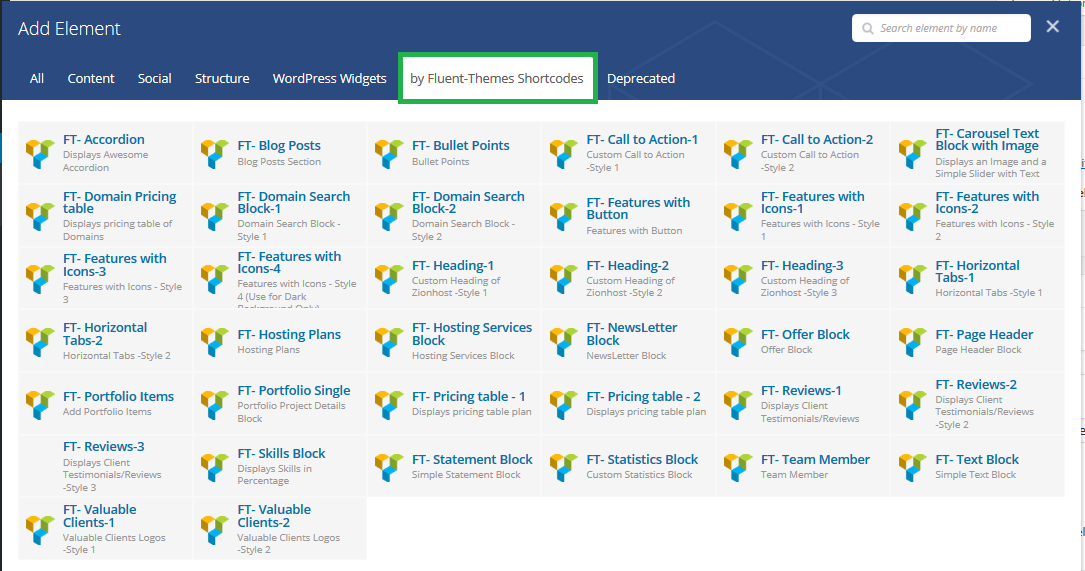 Add Element
Search element by name
All Content Social Structure WordPress Widgets by Fluent-Themes Shortcodes Deprecated
FT- Accordion
Displays Awesome
Accordion
FT- Blog Posts
Blog Posts Section
FT- Bullet Points
Bullet Points
FT- Call to Action-1
Custom Call to Action
-Style 1
FT- Call to Action-2
Custom Call to Action
-Style 2
FT- Carousel Text
Block with Image
Displays an Image and a
Simple Slider with Text
FT- Domain Pricing
table
Displays pricing table of
Domains
FT- Domain Search
Block-1
Domain Search Block -
Style 1
FT- Domain Search
Block-2
Domain Search Block -
Style 2
FT- Features with
Button
Features with Button
FT- Features with
Icons-1
Features with Icons - Style
1
FT- Features with
Icons-2
Features with Icons - Style
2
FT- Features with
Icons-3
Features with Icons - Style
3
FT- Features with
Icons-4
Features with Icons - Style
4 (Use for Dark
Background Only)
FT- Heading-1
Custom Heading of
Zionhost -Style 1
FT- Heading-2
Custom Heading of
Zionhost -Style 2
FT- Heading-3
Custom Heading of
Zionhost -Style 3
FT- Horizontal
Tabs-1
Horizontal Tabs -Style 1
FT- Horizontal
Tabs-2
Horizontal Tabs -Style 2
FT- Hosting Plans
Hosting Plans
FT- Hosting Services
Block
Hosting Services Block
FT- NewsLetter
Block
NewsLetter Block
FT- Offer Block
Offer Block
FT- Page Header
Page Header Block
FT- Portfolio Items
Add Portfolio Items
FT- Portfolio Single
Portfolio Project Details
Block
FT- Pricing table - 1
Displays pricing table plan
FT- Pricing table - 2
Displays pricing table plan
FT- Reviews-1
Displays Client
Testimonials/Reviews
FT- Reviews-2
Displays Client
Testimonials/Reviews
-Style 2
FT- Reviews-3
Displays Client
Testimonials/Reviews
-Style 3
FT- Skills Block
Displays Skills in
Percentage
FT- Statement Block
Simple Statement Block
FT- Statistics Block
Custom Statistics Block
FT- Team Member
Team Member
FT- Text Block
Simple Text Block
FT- Valuable
Clients-1
Valuable Clients Logos
-Style 1
FT- Valuable
Clients-2
Valuable Clients Logos
-Style 2